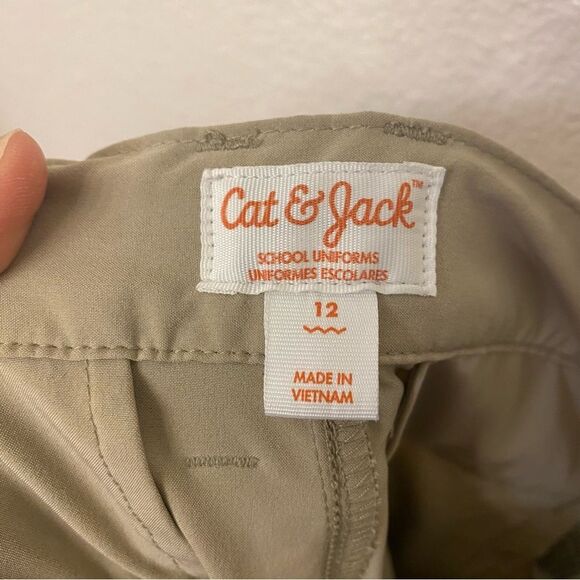 Cat & Jack™
SCHOOL UNIFORMS
UNIFORMES ESCOLARES
12
MADE IN
VIETNAM